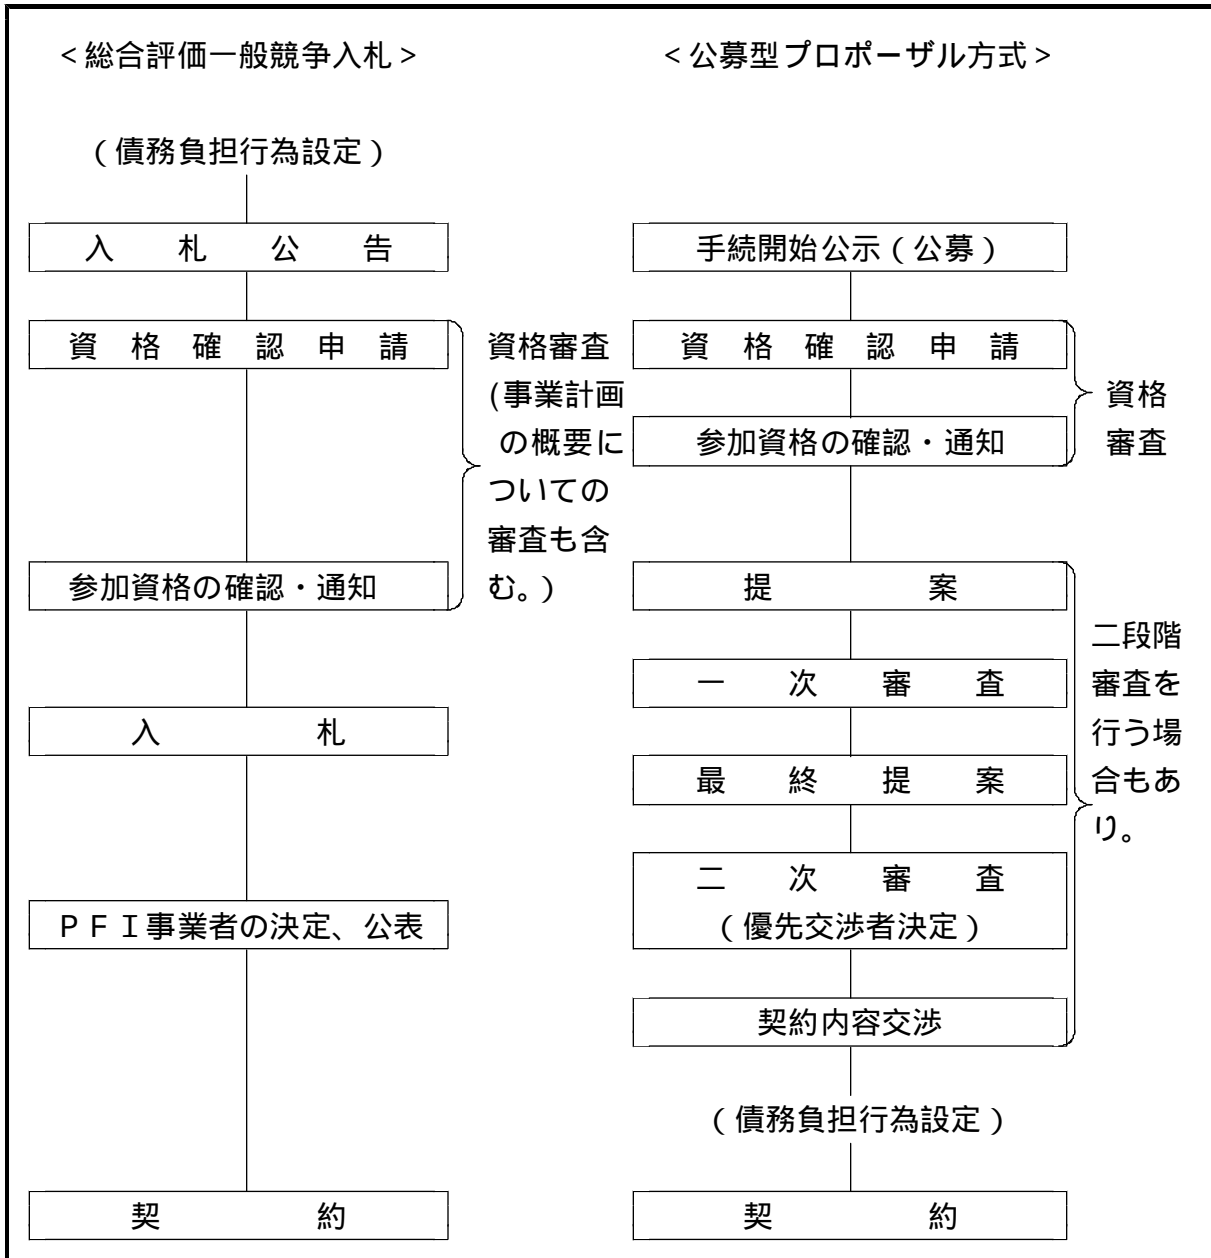 ＜総合評価一般競争入札＞
（債務負担行為設定）
入札公告
資格確認申請
参加資格の確認・通知
資格審査
(事業計画
の概要に
ついての
審査も含
む。)
入札
ＰＦＩ事業者の決定、公表
契約
＜公募型プロポーザル方式＞
手続開始公示（公募）
資格確認申請
参加資格の確認・通知
資格
審査
提案
一次審査
最終提案
二次審査
（優先交渉者決定）
契約内容交渉
二段階
審査を
行う場
合もあ
り。
（債務負担行為設定）
契約